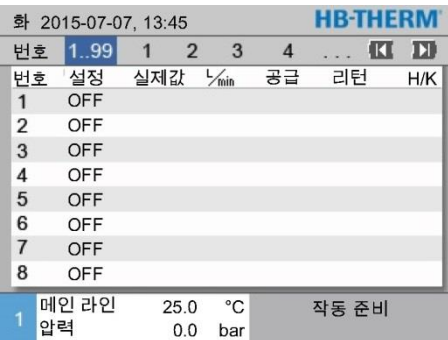 화 2015-07-07, 13:45 HB-THERM
번호 1..99 1 2 3 4 ...
번호 설정 실제값 L/min 공급 리턴 H/K
1 OFF
2 OFF
3 OFF
4 OFF
5 OFF
6 OFF
7 OFF
8 OFF
1 메인 라인 25.0 °C 작동 준비
압력 0.0 bar